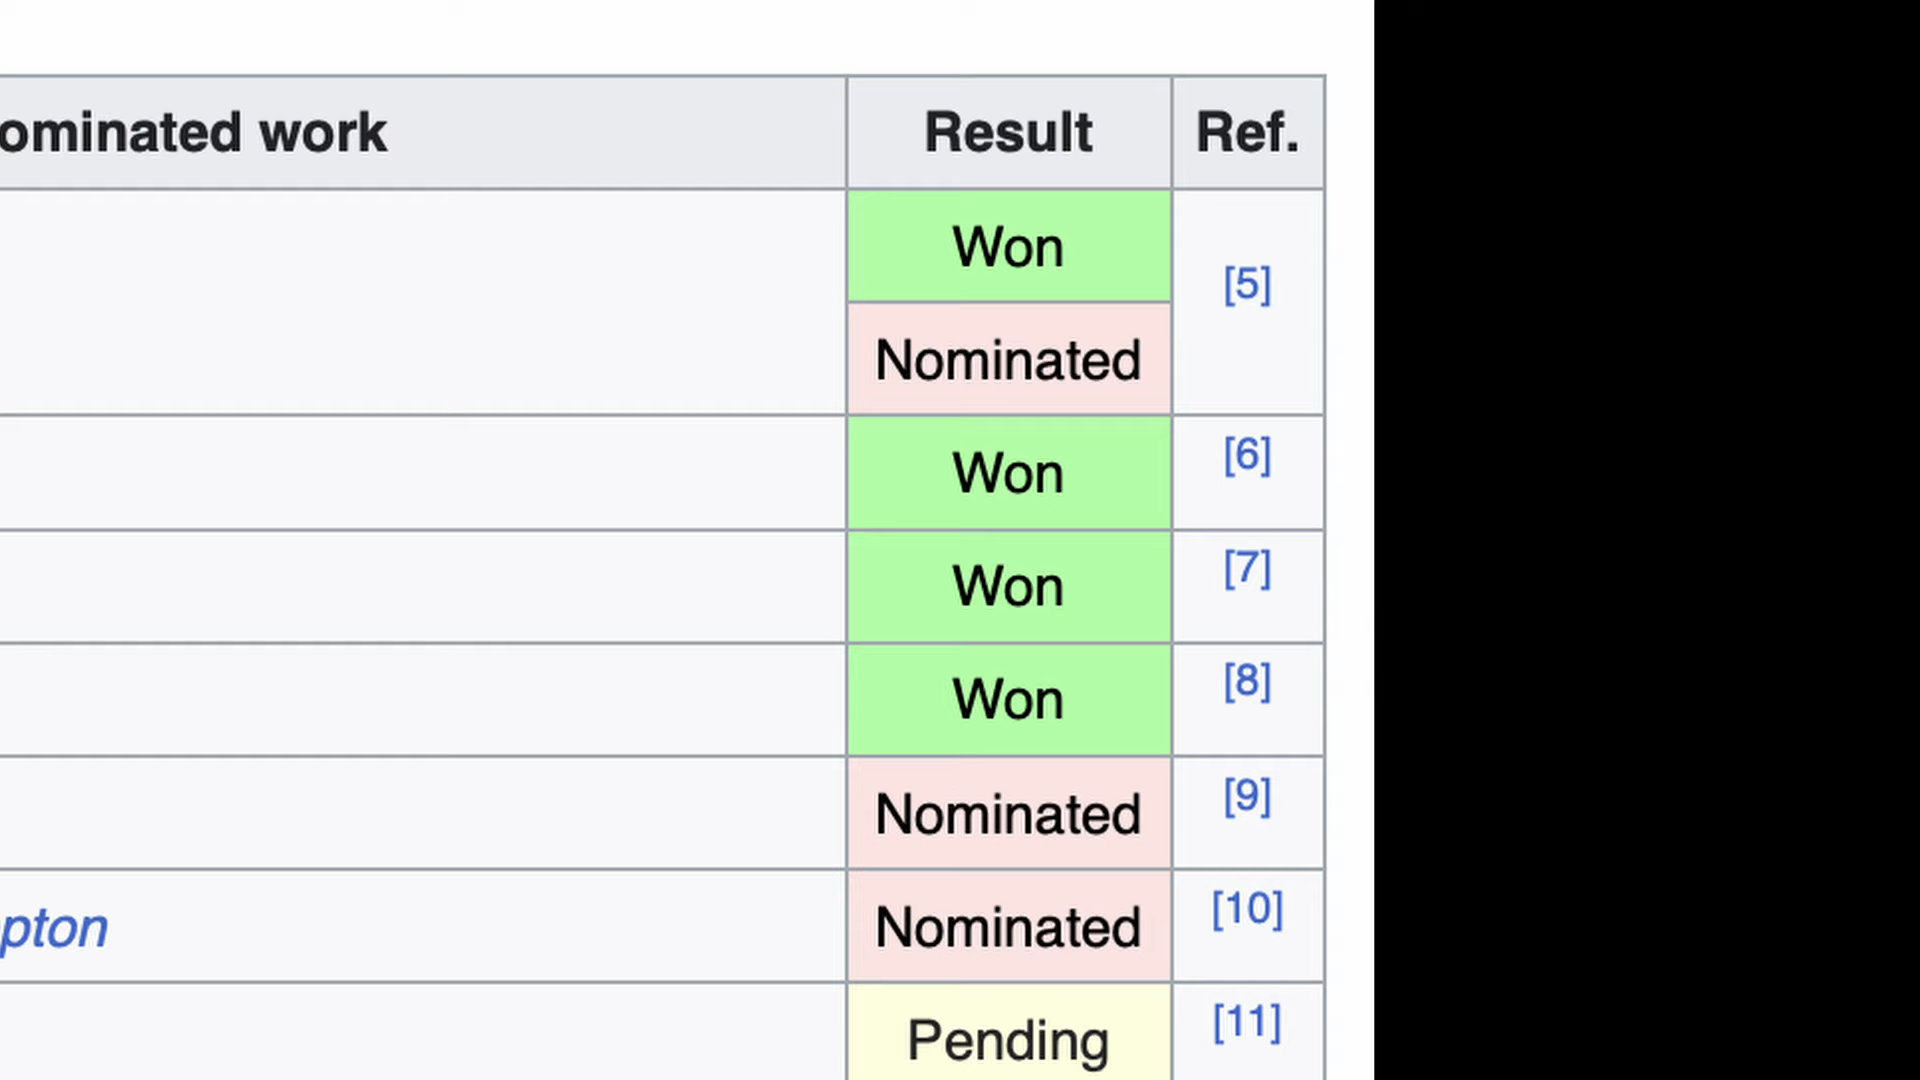 ominated work Result Ref.
Won [5]
Nominated
Won [6]
Won [7]
Won [8]
Nominated [9]
pton Nominated [10]
Pending [11]